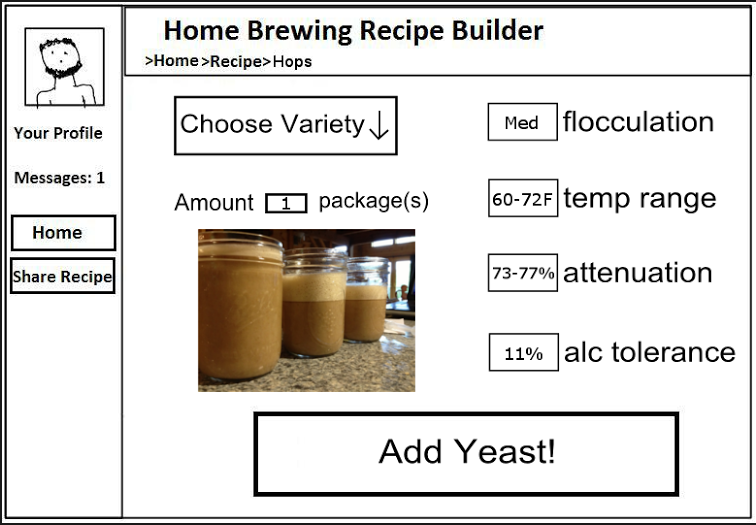 Home Brewing Recipe Builder
>Home >Recipe>Hops
Your Profile
Messages: 1
Home
Share Recipe
Choose Variety↓
Amount 1 package(s)
Med flocculation
60-72F temp range
73-77% attenuation
11% alc tolerance
Add Yeast!